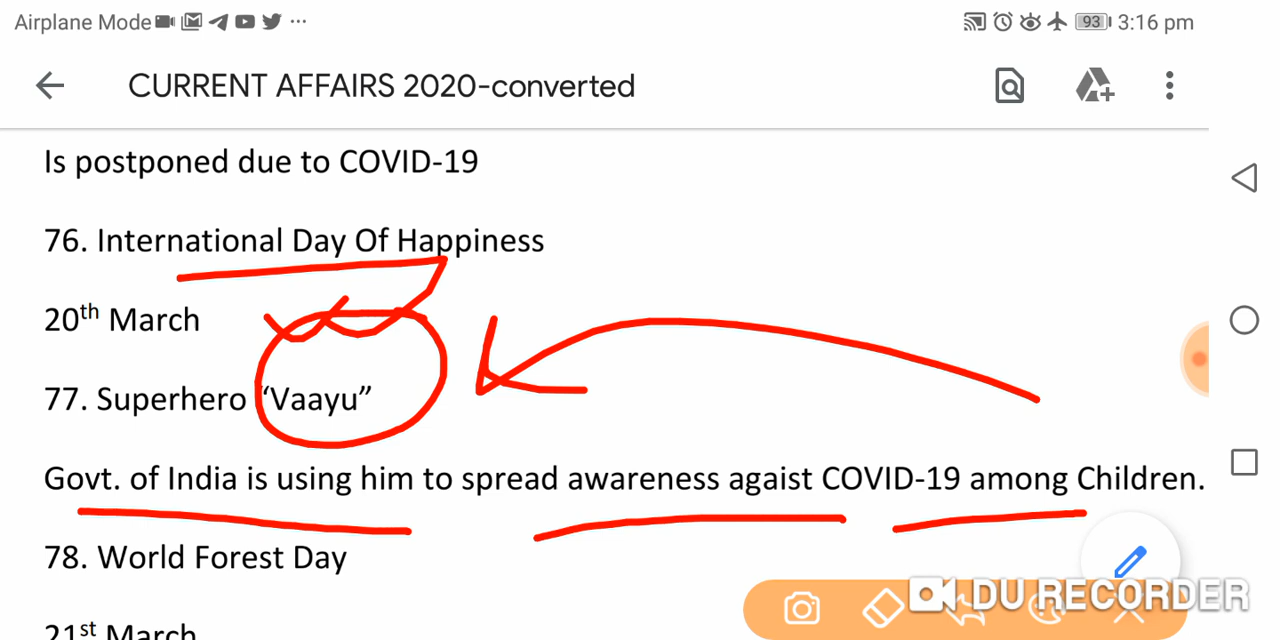 Airplane Mode ... 93 3:16 pm
CURRENT AFFAIRS 2020-converted
Is postponed due to COVID-19
76. International Day Of Happiness
20th March
77. Superhero “Vaayu”
Govt. of India is using him to spread awareness agaist COVID-19 among Children.
78. World Forest Day
DU RECORDER
21st March